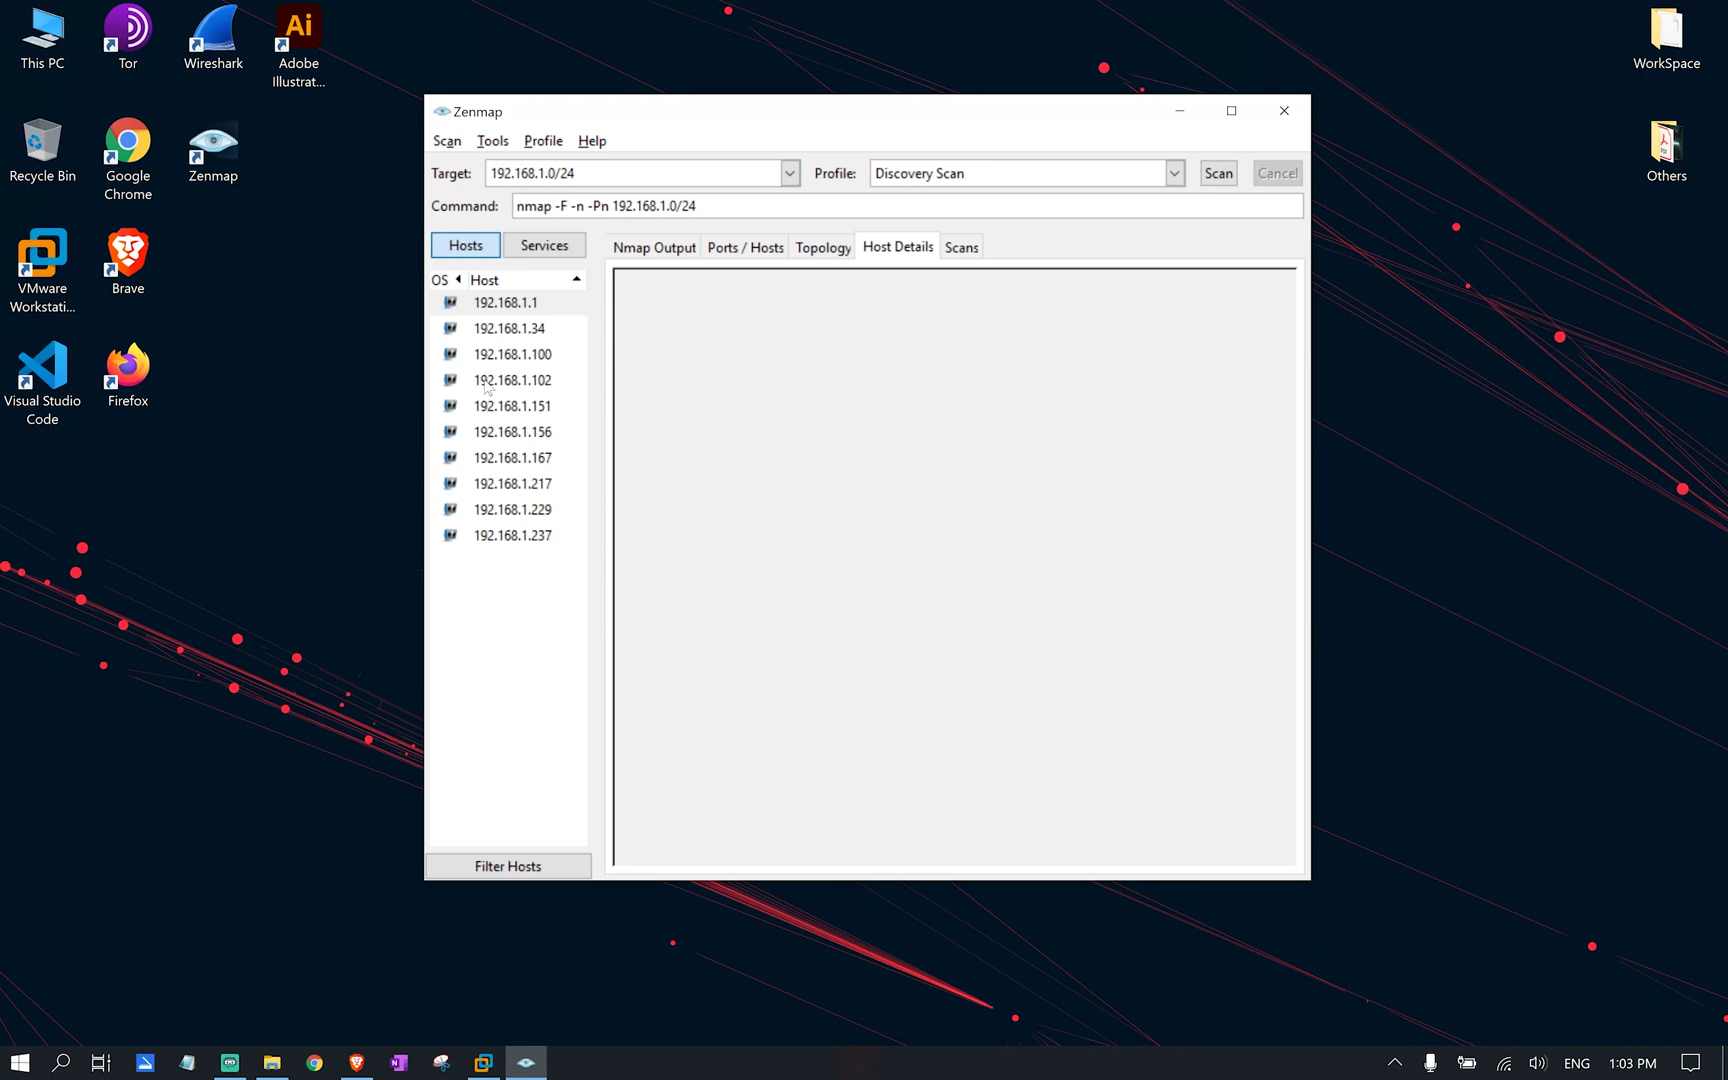 This PC
Tor
Wireshark
Ai
Adobe
Illustrat...
WorkSpace
Recycle Bin
Google
Chrome
Zenmap
Others
VMware
Workstati...
Brave
Visual Studio
Code
Firefox
Zenmap
Scan Tools Profile Help
Target: 192.168.1.0/24 Profile: Discovery Scan Scan Cancel
Command: nmap -F -n -Pn 192.168.1.0/24
Hosts Services Nmap Output Ports / Hosts Topology Host Details Scans
OS Host
192.168.1.1
192.168.1.34
192.168.1.100
192.168.1.102
192.168.1.151
192.168.1.156
192.168.1.167
192.168.1.217
192.168.1.229
192.168.1.237
Filter Hosts
ENG 1:03 PM